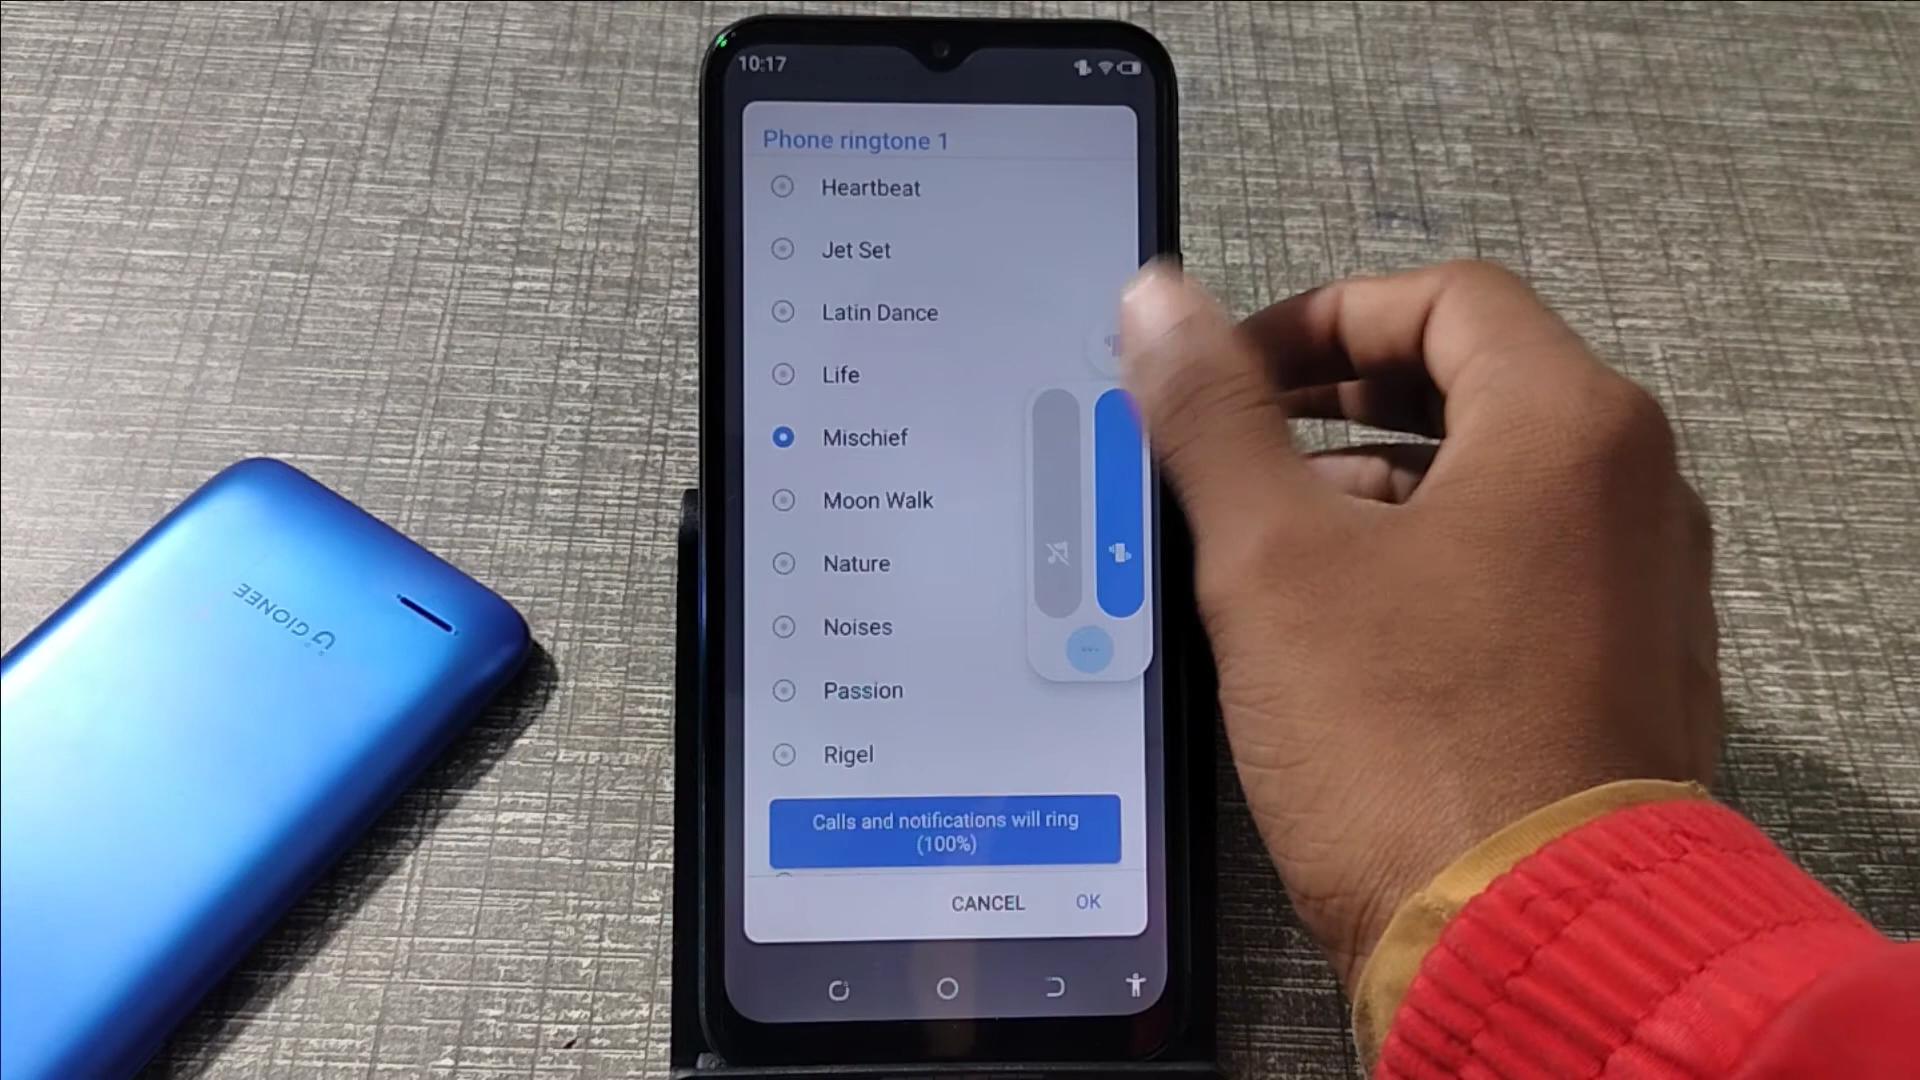 10:17
Phone ringtone 1
Heartbeat
Jet Set
Latin Dance
Life
Mischief
Moon Walk
Nature
Noises
Passion
Rigel
Calls and notifications will ring
(100%)
CANCEL OK
GIONEE